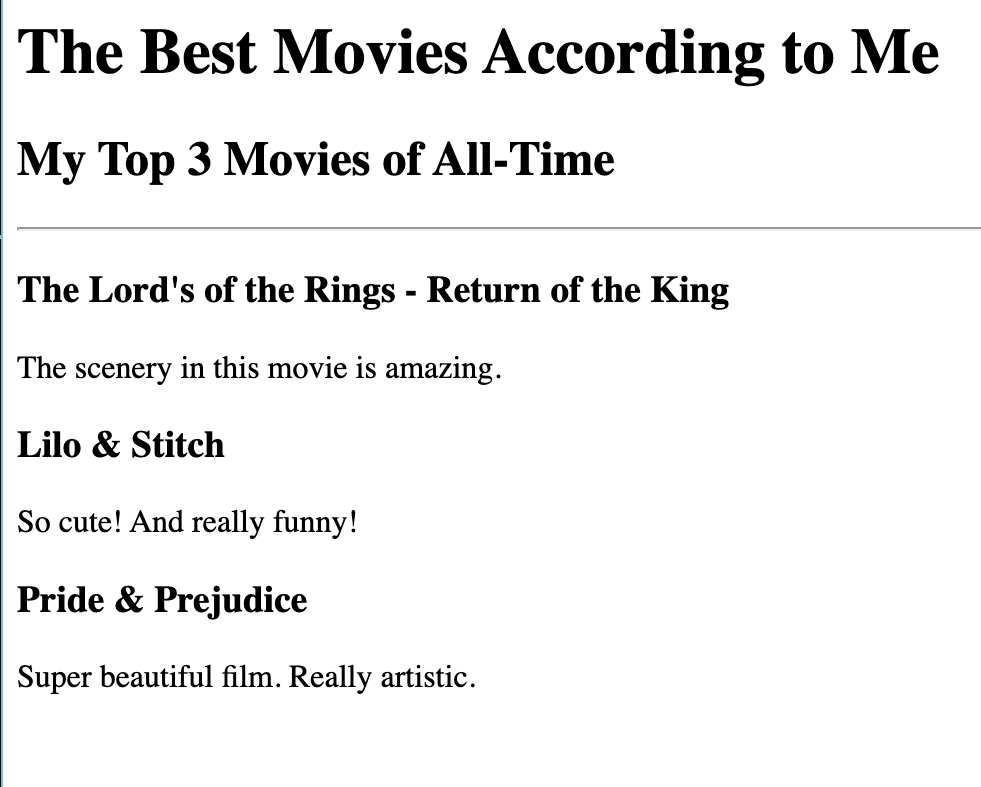 The Best Movies According to Me
My Top 3 Movies of All-Time
The Lord's of the Rings - Return of the King
The scenery in this movie is amazing.
Lilo & Stitch
So cute! And really funny!
Pride & Prejudice
Super beautiful film. Really artistic.